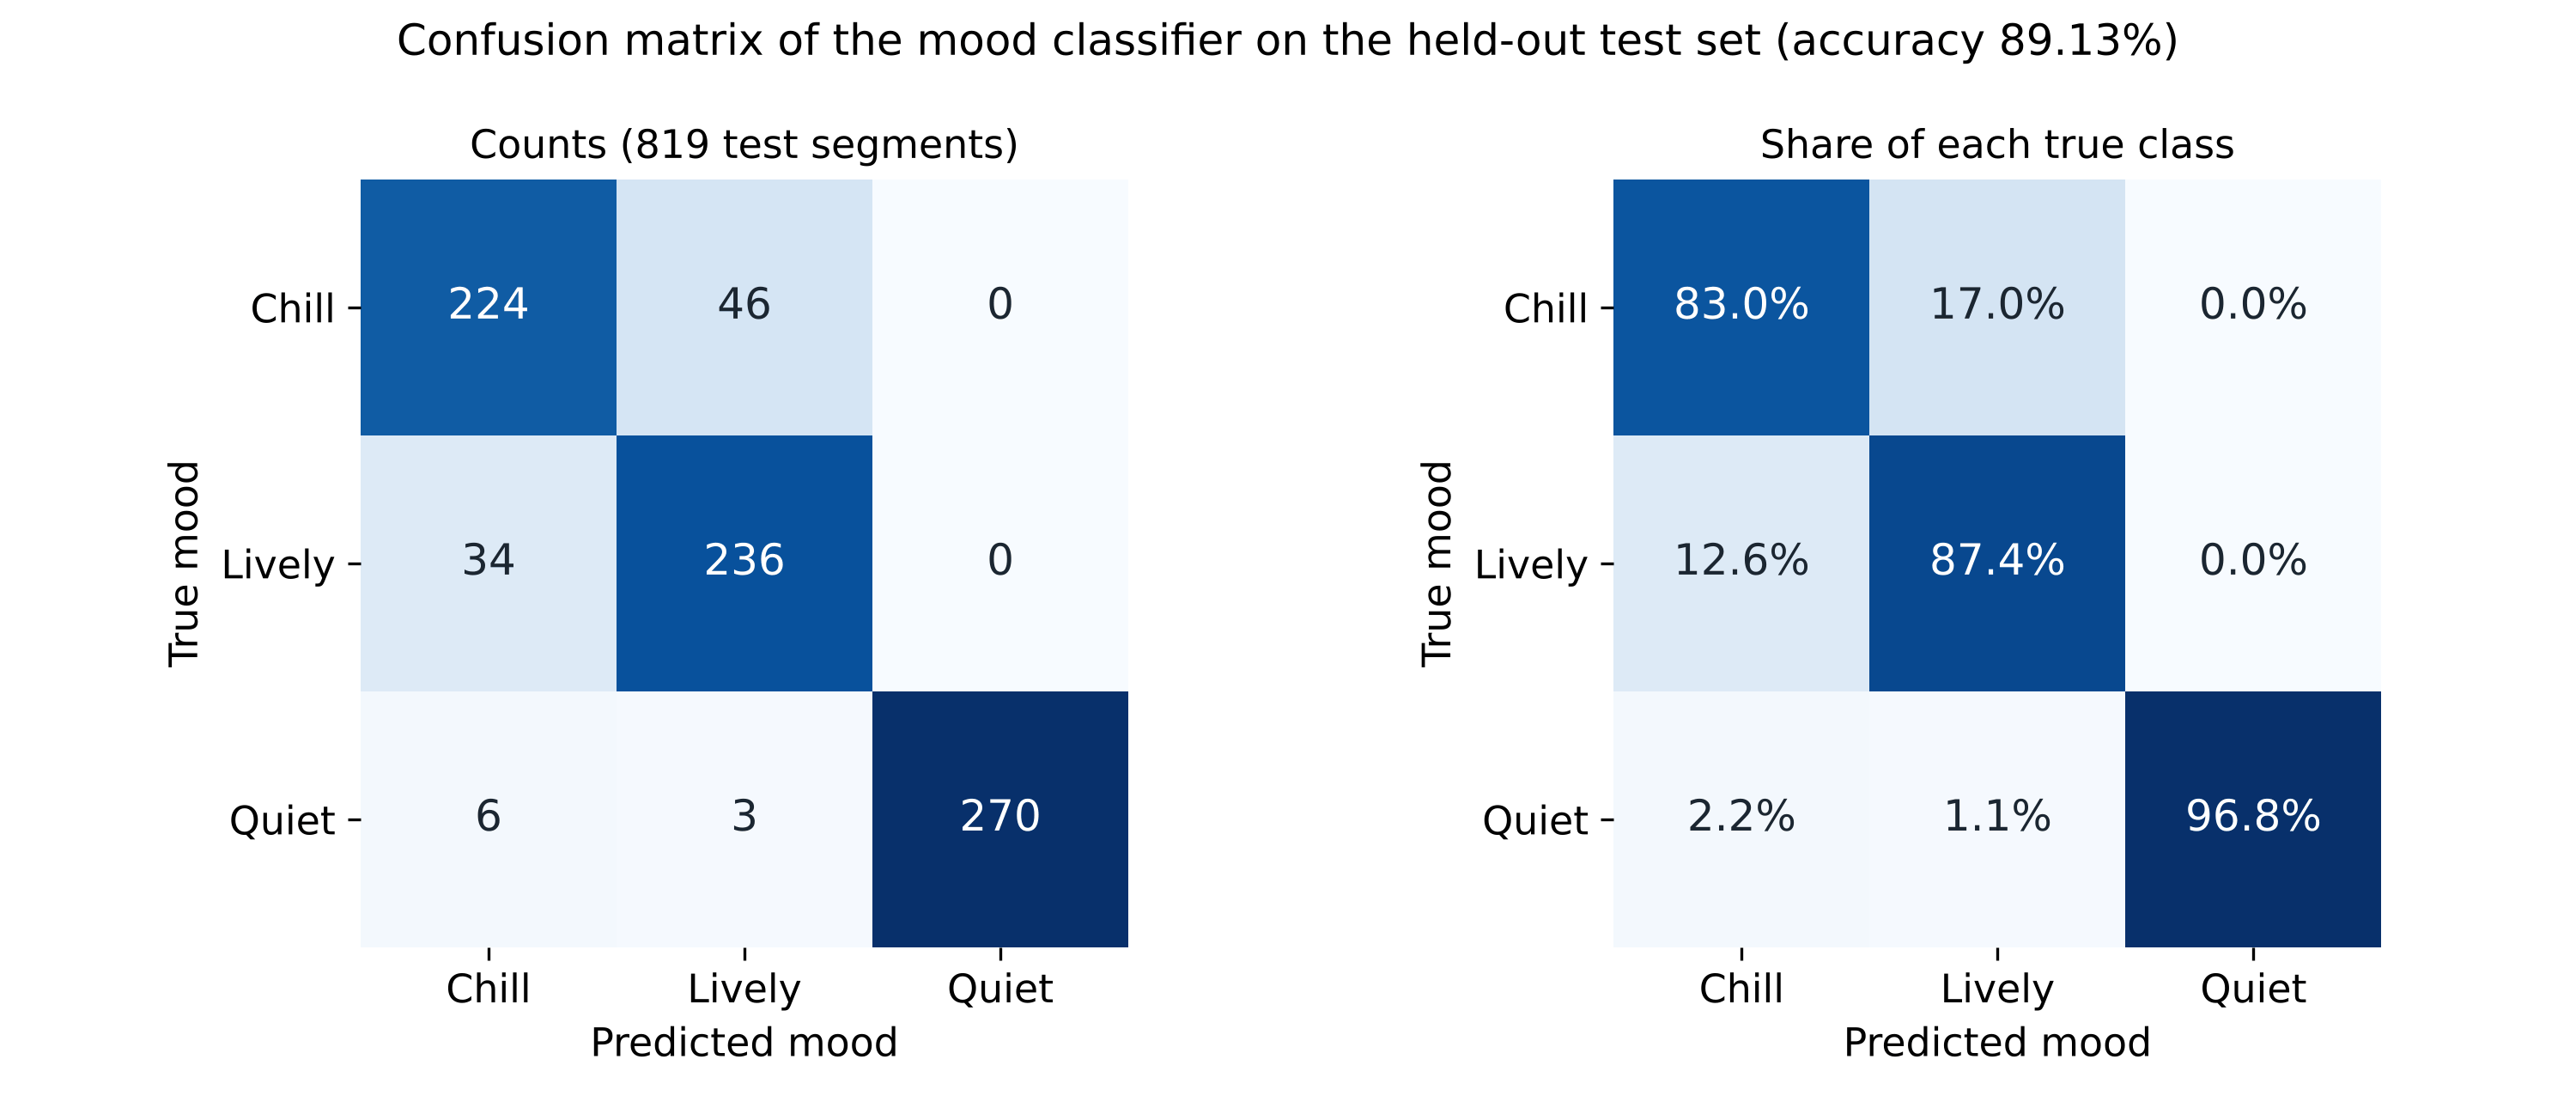 Confusion matrix of the mood classifier on the held-out test set (accuracy 89.13%)
Counts (819 test segments)
True mood
Chill 224 46 0
Lively 34 236 0
Quiet 6 3 270
Chill Lively Quiet
Predicted mood
Share of each true class
True mood
Chill 83.0% 17.0% 0.0%
Lively 12.6% 87.4% 0.0%
Quiet 2.2% 1.1% 96.8%
Chill Lively Quiet
Predicted mood